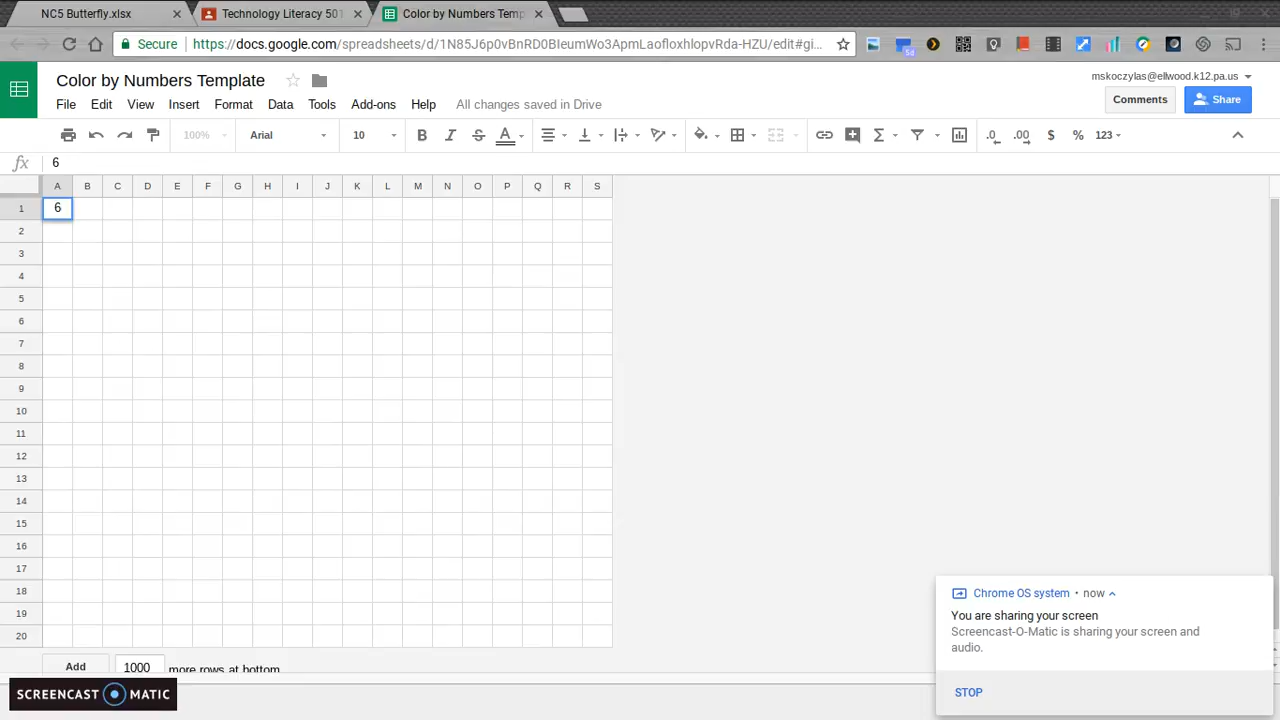 NC5 Butterfly.xlsx
Technology Literacy 501
Color by Numbers Temp
Secure
https://docs.google.com/spreadsheets/d/1N85J6p0vBnRD0BIeumWo3ApmLaofloxhlopvRda-HZU/edit#gi...
5d
Color by Numbers Template
mskoczylas@ellwood.k12.pa.us
File Edit View Insert Format Data Tools Add-ons Help All changes saved in Drive
Comments Share
100% Arial 10 B I S A Σ .0 .00 $ % 123
fx 6
A B C D E F G H I J K L M N O P Q R S
1 6
2
3
4
5
6
7
8
9
10
11
12
13
14
15
16
17
18
19
20
Add 1000 more rows at bottom
Chrome OS system • now
You are sharing your screen
Screencast-O-Matic is sharing your screen and
audio.
STOP
SCREENCAST MATIC